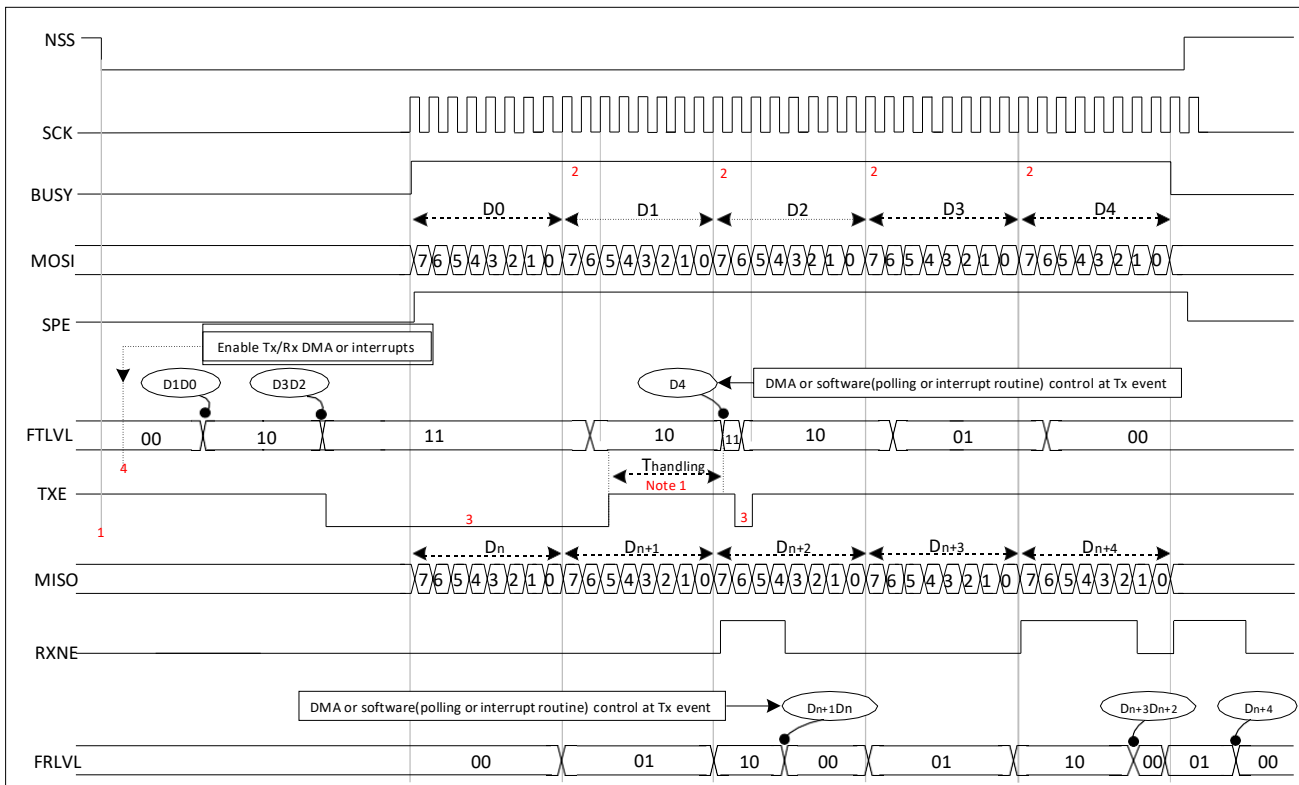 NSS
SCK
BUSY
2 2 2 2
D0 D1 D2 D3 D4
MOSI
7 6 5 4 3 2 1 0 7 6 5 4 3 2 1 0 7 6 5 4 3 2 1 0 7 6 5 4 3 2 1 0 7 6 5 4 3 2 1 0
SPE
Enable Tx/Rx DMA or interrupts
D1D0 D3D2 D4 DMA or software(polling or interrupt routine) control at Tx event
FTLVL 00 10 11 10 11 10 01 00
4 Thandling
Note 1
TXE
3 3
1
Dn Dn+1 Dn+2 Dn+3 Dn+4
MISO
7 6 5 4 3 2 1 0 7 6 5 4 3 2 1 0 7 6 5 4 3 2 1 0 7 6 5 4 3 2 1 0 7 6 5 4 3 2 1 0
RXNE
DMA or software(polling or interrupt routine) control at Tx event Dn+1Dn Dn+3Dn+2 Dn+4
FRLVL 00 01 10 00 01 10 00 01 00